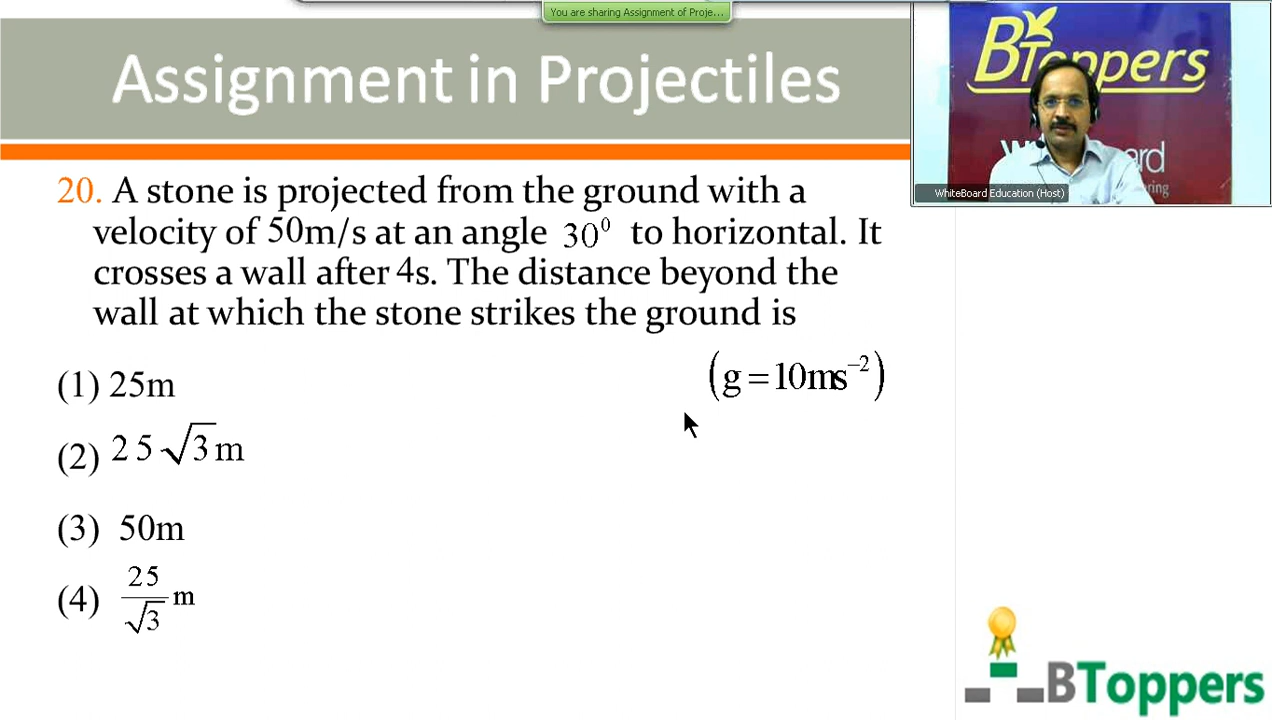 You are sharing Assignment of Proje...
Assignment in Projectiles
BToppers
WhiteBoard Education (Host)
20. A stone is projected from the ground with a
velocity of 50m/s at an angle 30⁰ to horizontal. It
crosses a wall after 4s. The distance beyond the
wall at which the stone strikes the ground is
(g = 10ms⁻²)
(1) 25m
(2) 25√3m
(3) 50m
(4) 25/√3 m
BToppers